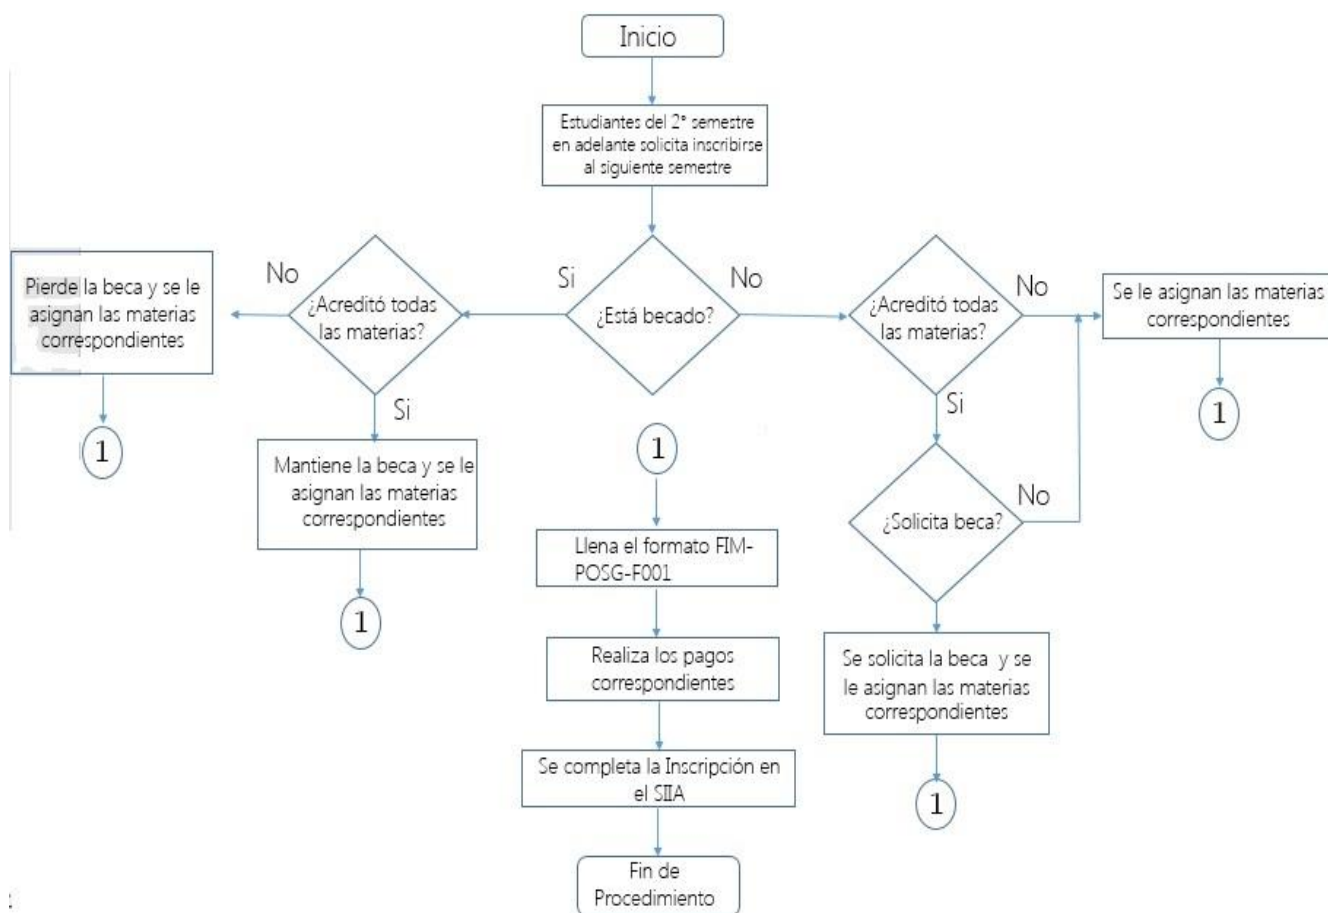 Inicio
Estudiantes del 2° semestre
en adelante solicita inscribirse
al siguiente semestre
¿Está becado?
Si
No
¿Acreditó todas
las materias?
No
Pierde la beca y se le
asignan las materias
correspondientes
1
Si
Mantiene la beca y se le
asignan las materias
correspondientes
1
¿Acreditó todas
las materias?
No
Se le asignan las materias
correspondientes
1
Si
¿Solicita beca?
No
Se solicita la beca y se
le asignan las materias
correspondientes
1
1
Llena el formato FIM-
POSG-F001
Realiza los pagos
correspondientes
Se completa la Inscripción en
el SIIA
Fin de
Procedimiento